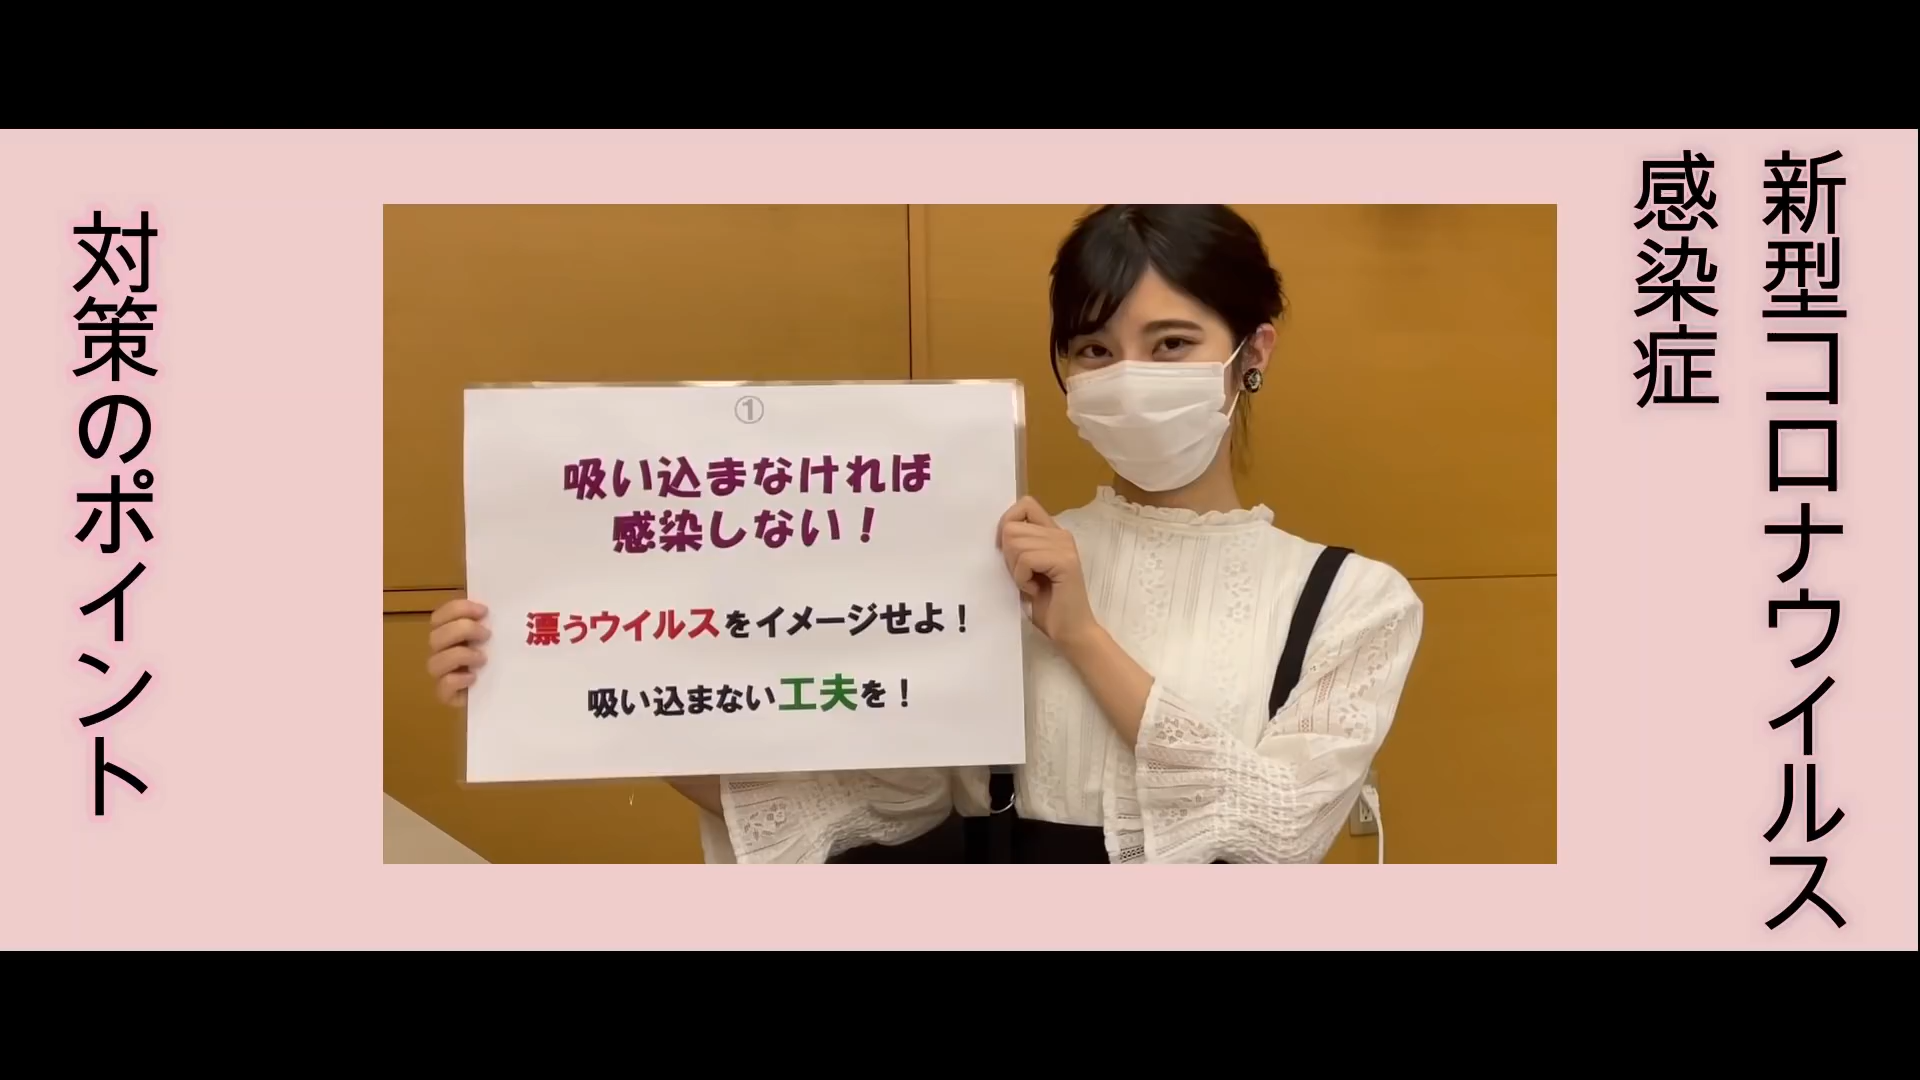 新型コロナウイルス
感染症
対策のポイント
①
吸い込まなければ
感染しない！
漂うウイルスをイメージせよ！
吸い込まない工夫を！